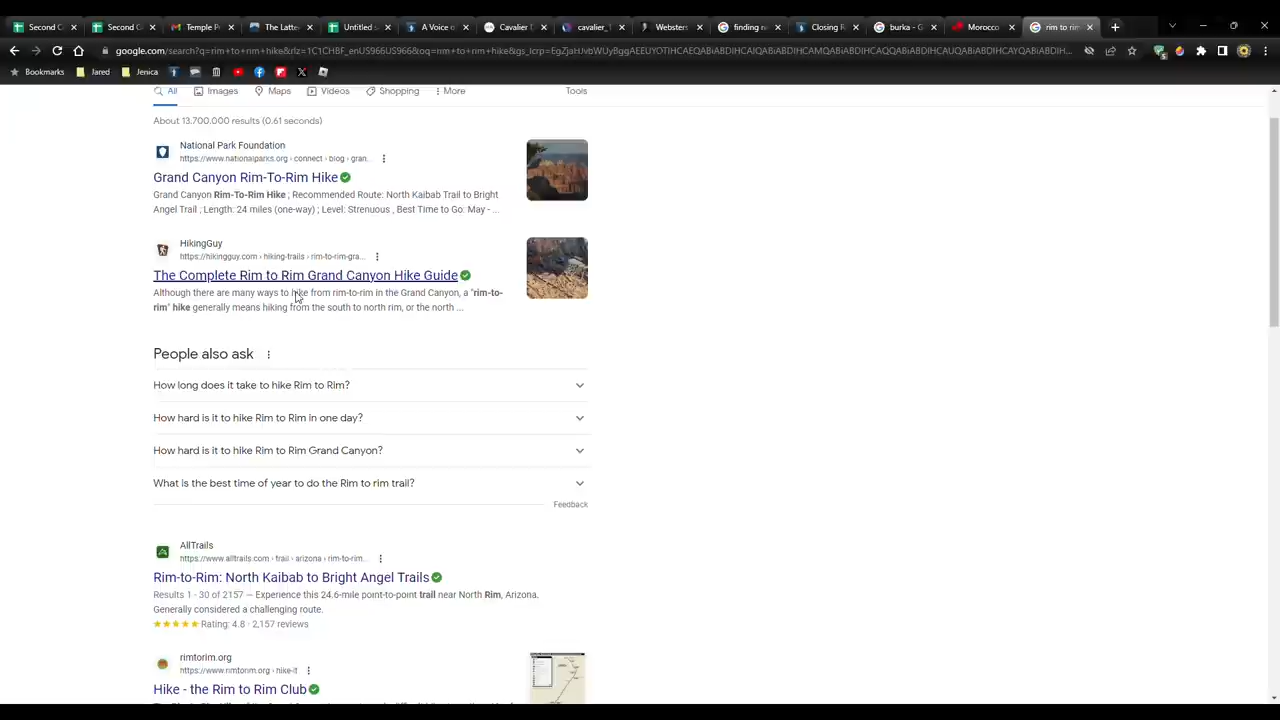 Second C
Second C
Gmail Temple P
The Latte
Untitled s
A Voice o
Cavalier
cavalier_
Websters
finding ne
Closing R
burka - G
Morocco
rim to rim
google.com/search?q=rim+to+rim+hike&rlz=1C1CHBF_enUS966US966&oq=rim+to+rim+hike&gs_lcrp=
Bookmarks
Jared
Jenica
All
Images
Maps
Videos
Shopping
More
Tools
About 13,700,000 results (0.61 seconds)
National Park Foundation
https://www.nationalparks.org › connect › blog › gran...
Grand Canyon Rim-To-Rim Hike
Grand Canyon Rim-To-Rim Hike ; Recommended Route: North Kaibab Trail to Bright
Angel Trail ; Length: 24 miles (one-way) ; Level: Strenuous , Best Time to Go: May - ...
HikingGuy
https://hikingguy.com › hiking-trails › rim-to-rim-gra...
The Complete Rim to Rim Grand Canyon Hike Guide
Although there are many ways to hike from rim-to-rim in the Grand Canyon, a "rim-to-
rim" hike generally means hiking from the south to north rim, or the north ...
People also ask
How long does it take to hike Rim to Rim?
How hard is it to hike Rim to Rim in one day?
How hard is it to hike Rim to Rim Grand Canyon?
What is the best time of year to do the Rim to rim trail?
Feedback
AllTrails
https://www.alltrails.com › trail › arizona › rim-to-rim...
Rim-to-Rim: North Kaibab to Bright Angel Trails
Results 1 - 30 of 2157 — Experience this 24.6-mile point-to-point trail near North Rim, Arizona.
Generally considered a challenging route.
Rating: 4.8 · 2,157 reviews
rimtorim.org
https://www.rimtorim.org › hike-it
Hike - the Rim to Rim Club